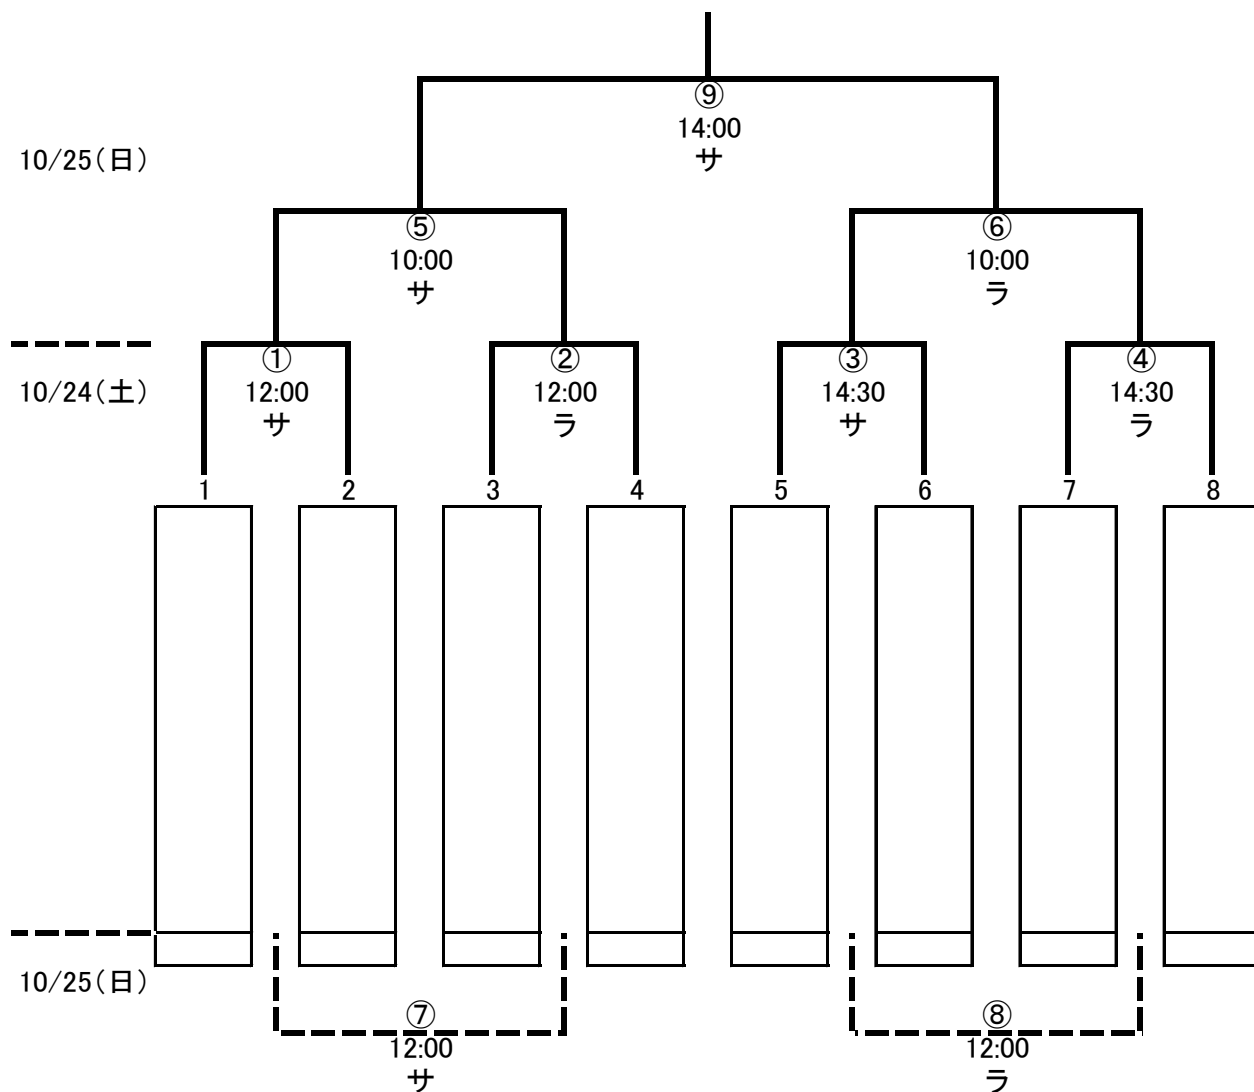 ⑨
14:00
サ
10/25(日)
⑤ ⑥
10:00 10:00
サ ラ
① ② ③ ④
10/24(土) 12:00 12:00 14:30 14:30
サ ラ サ ラ
1 2 3 4 5 6 7 8
10/25(日)
⑦ ⑧
12:00 12:00
サ ラ